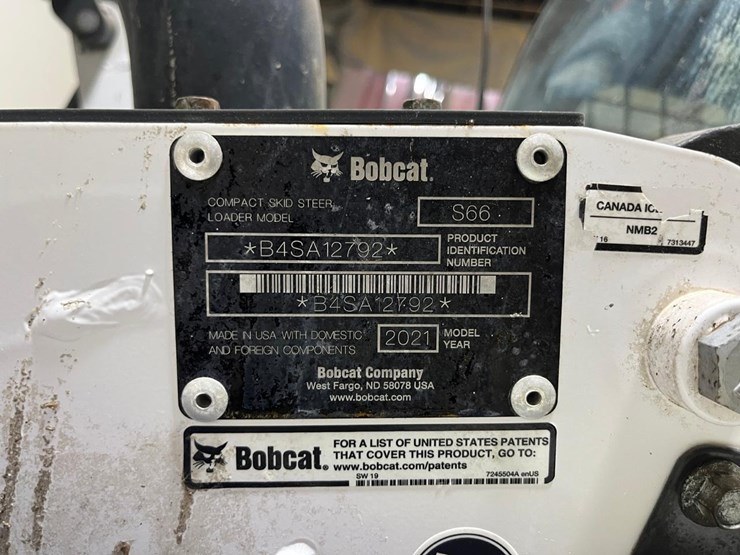 Bobcat.
COMPACT SKID STEER
LOADER MODEL
S66
*B4SA12792*
PRODUCT
IDENTIFICATION
NUMBER
*B4SA12792*
MADE IN USA WITH DOMESTIC
AND FOREIGN COMPONENTS
2021
MODEL
YEAR
Bobcat Company
West Fargo, ND 58078 USA
www.bobcat.com
CANADA
NMB2
16
7313447
Bobcat.
FOR A LIST OF UNITED STATES PATENTS
THAT COVER THIS PRODUCT, GO TO:
www.bobcat.com/patents
SW 19
7245504A enUS